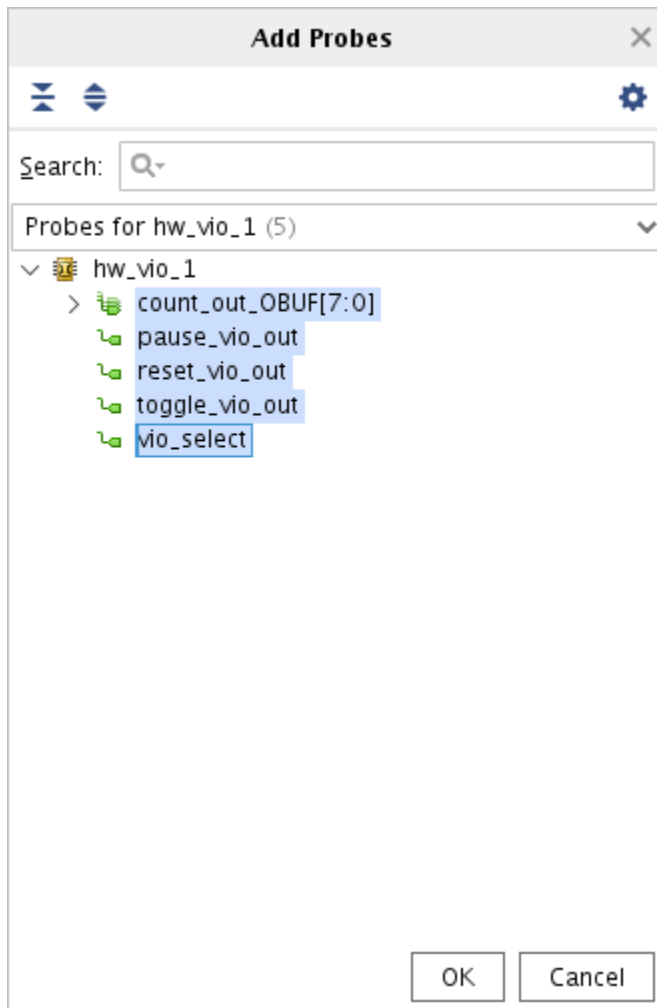 Add Probes
Search:
Probes for hw_vio_1 (5)
hw_vio_1
count_out_OBUF[7:0]
pause_vio_out
reset_vio_out
toggle_vio_out
vio_select
OK Cancel